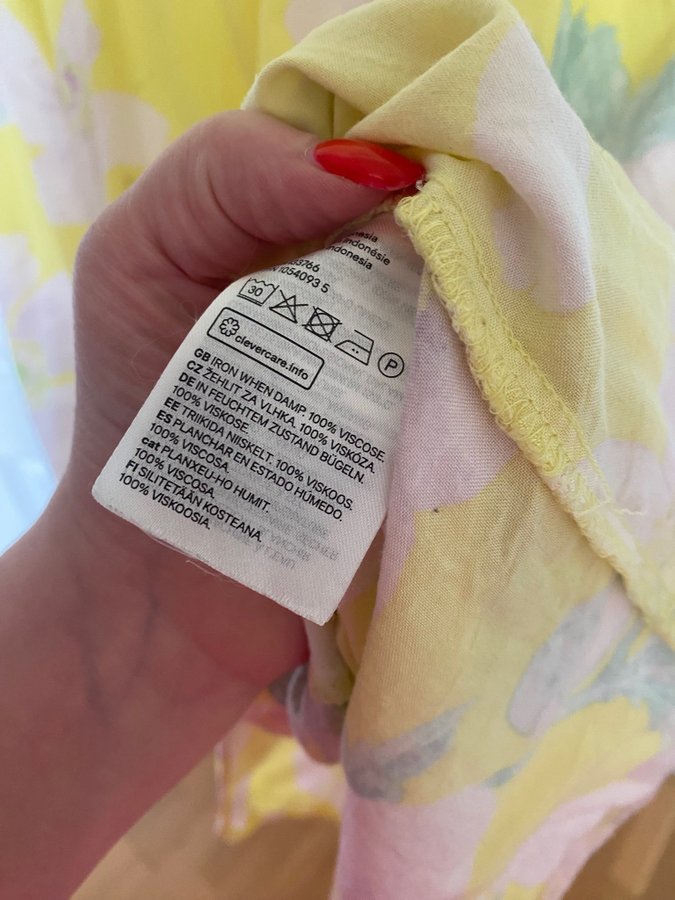 Indonésie
Indonesia
1054093 5
30
P
clevercare.info
GB IRON WHEN DAMP. 100% VISCOSE.
CZ ŽEHLIT ZA VLHKA. 100% VISKÓZA.
DE IN FEUCHTEM ZUSTAND BÜGELN.
100% VISKOSE.
EE TRIIKIDA NIISKELT. 100% VISKOOS.
ES PLANCHAR EN ESTADO HÚMEDO.
100% VISCOSA.
cat PLANXEU-HO HUMIT.
100% VISCOSA.
FI SILITETÄÄN KOSTEANA.
100% VISKOOSIA.